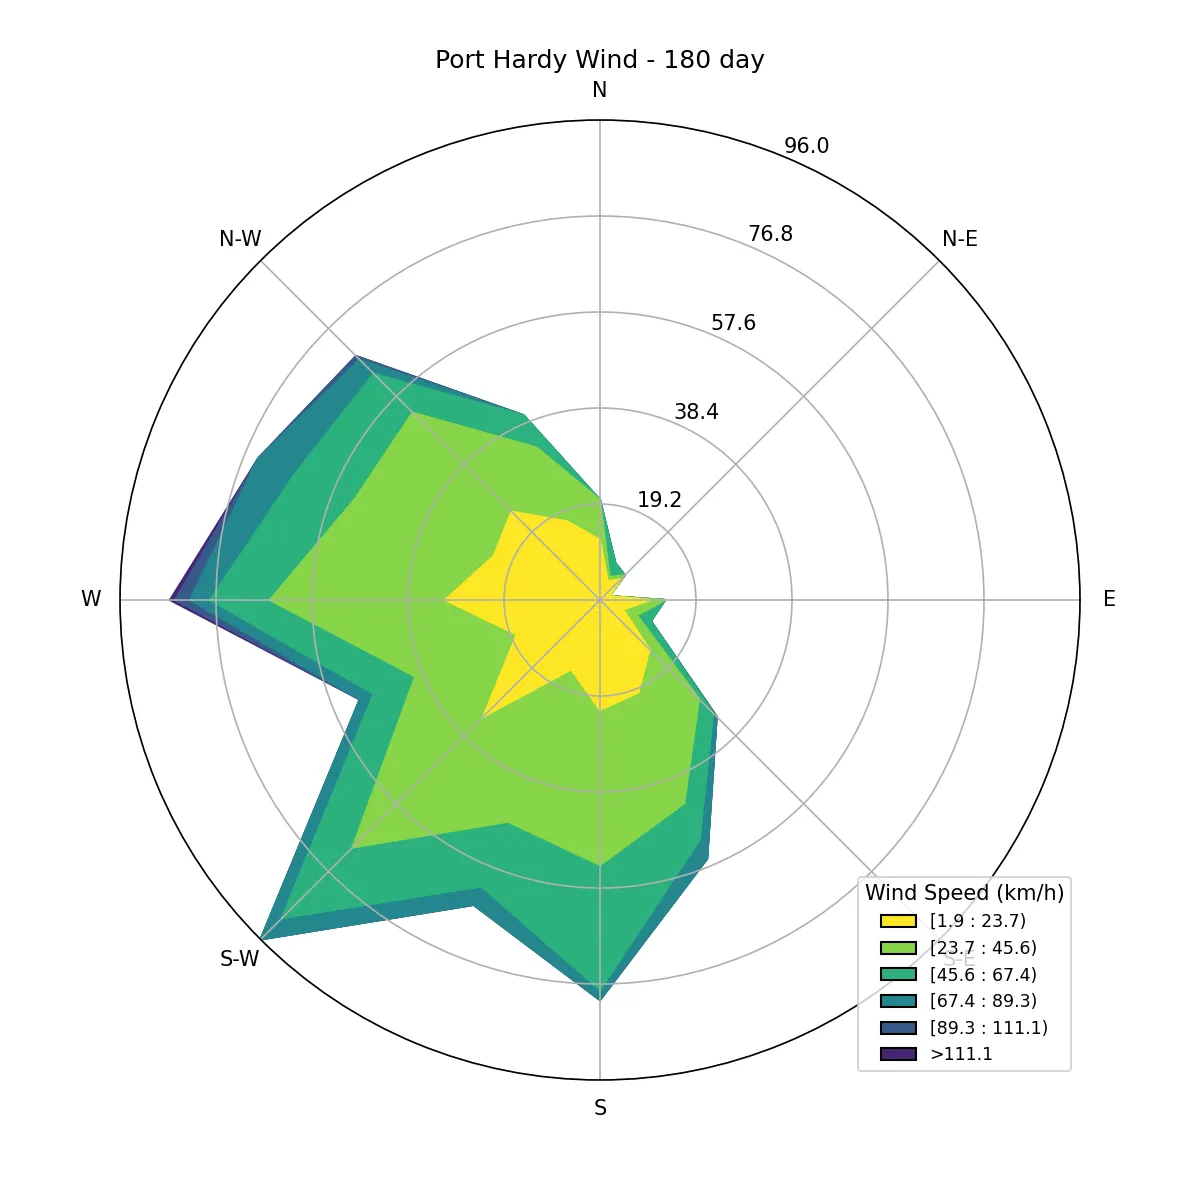 Port Hardy Wind - 180 day
N
96.0
76.8
N-W
N-E
57.6
38.4
19.2
W
E
Wind Speed (km/h)
[1.9 : 23.7)
[23.7 : 45.6)
S-W
S-E
[45.6 : 67.4)
[67.4 : 89.3)
[89.3 : 111.1)
>111.1
S